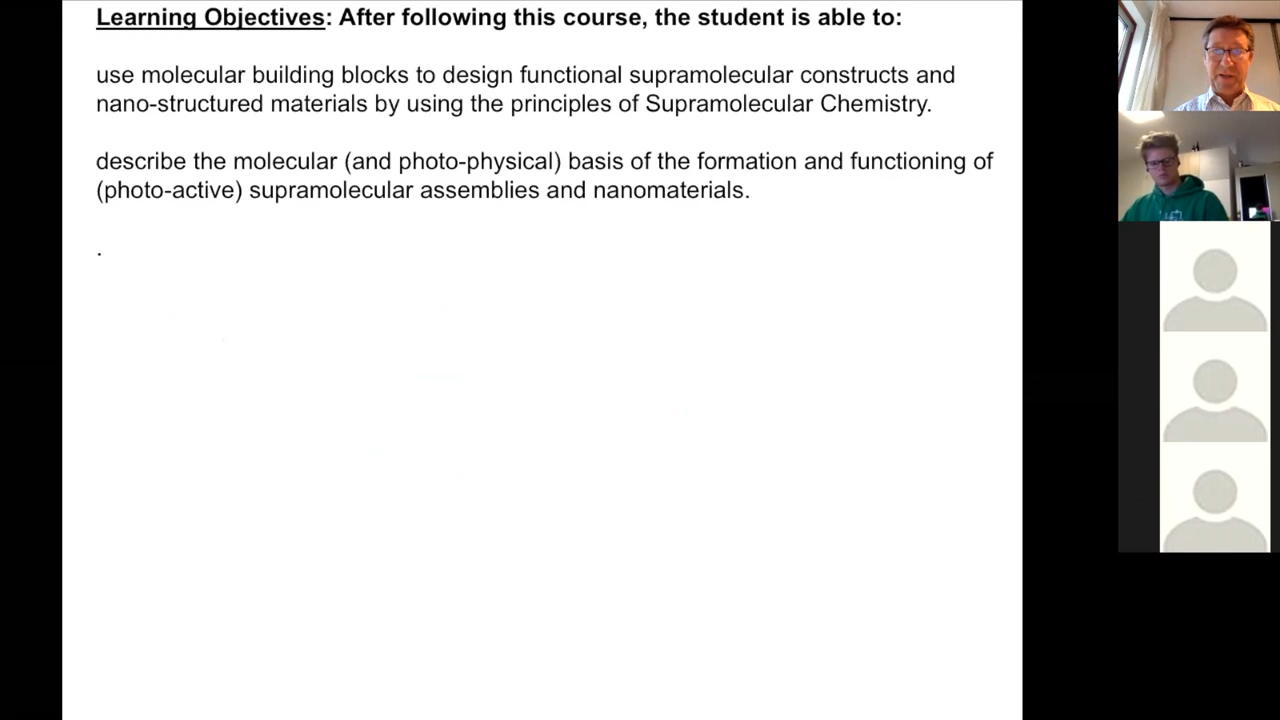 Learning Objectives: After following this course, the student is able to:
use molecular building blocks to design functional supramolecular constructs and
nano-structured materials by using the principles of Supramolecular Chemistry.
describe the molecular (and photo-physical) basis of the formation and functioning of
(photo-active) supramolecular assemblies and nanomaterials.
.